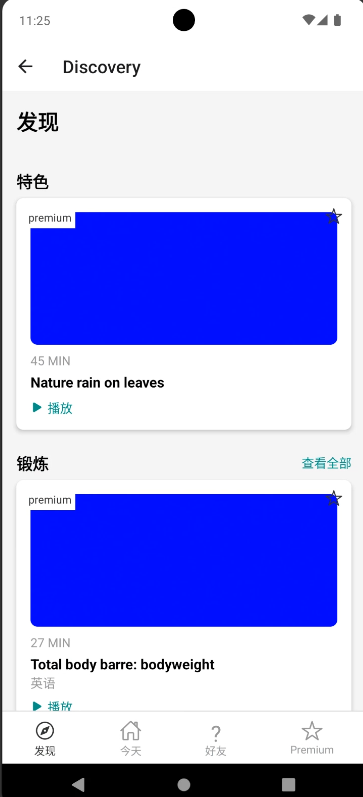 11:25
Discovery
发现
特色
premium
45 MIN
Nature rain on leaves
播放
锻炼
查看全部
premium
27 MIN
Total body barre: bodyweight
英语
播放
发现
今天
好友
Premium